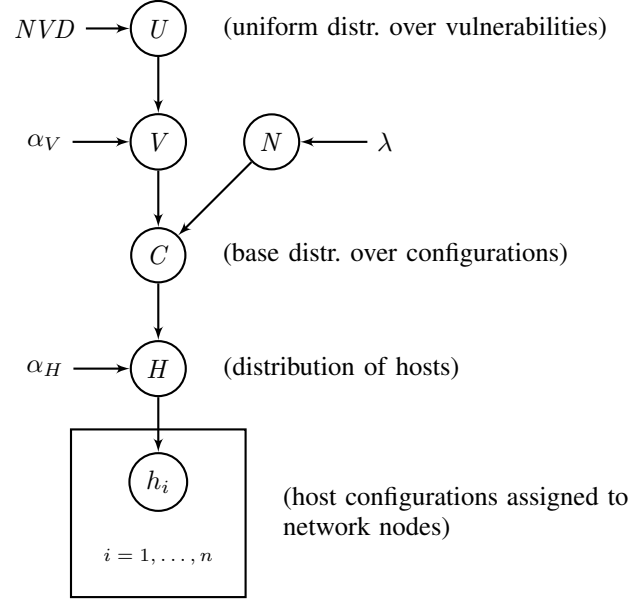 NVD U (uniform distr. over vulnerabilities)
α_V V N λ
C (base distr. over configurations)
α_H H (distribution of hosts)
h_i (host configurations assigned to
network nodes)
i = 1, . . . , n